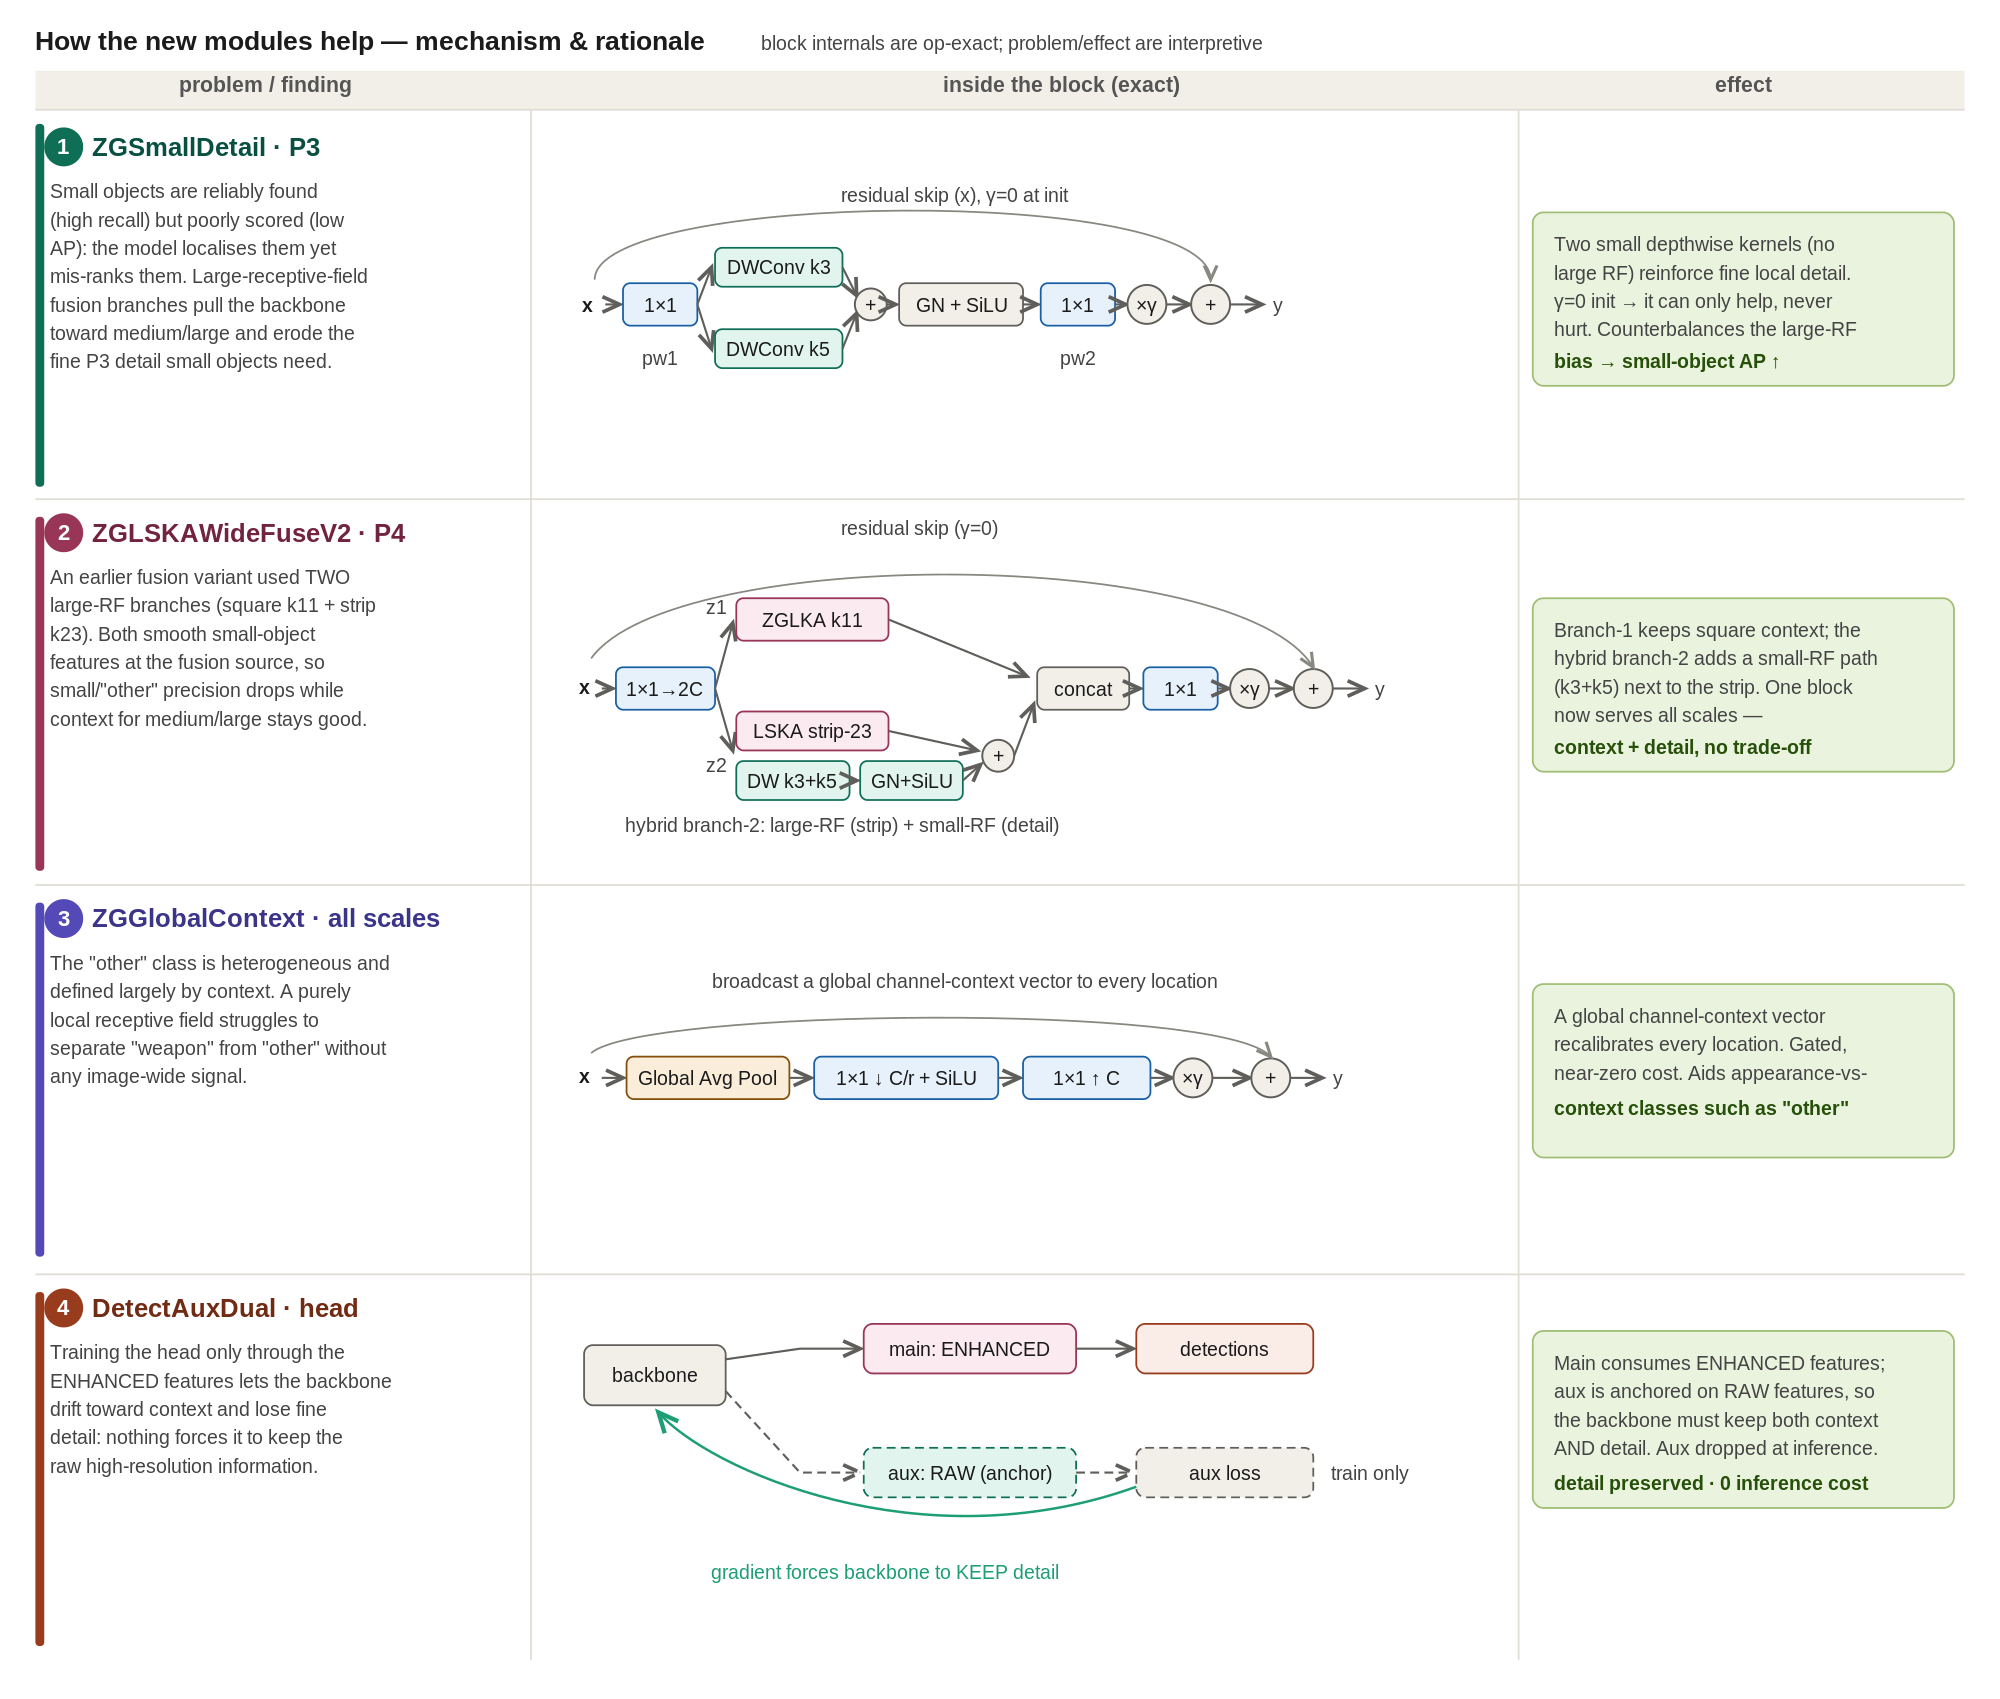 How the new modules help — mechanism & rationale
block internals are op-exact; problem/effect are interpretive
problem / finding
inside the block (exact)
effect
1
ZGSmallDetail · P3
Small objects are reliably found
(high recall) but poorly scored (low
AP): the model localises them yet
mis-ranks them. Large-receptive-field
fusion branches pull the backbone
toward medium/large and erode the
fine P3 detail small objects need.
residual skip (x), γ=0 at init
x
1×1
pw1
DWConv k3
DWConv k5
+
GN + SiLU
1×1
pw2
×γ
+
y
Two small depthwise kernels (no
large RF) reinforce fine local detail.
γ=0 init → it can only help, never
hurt. Counterbalances the large-RF
bias → small-object AP ↑
2
ZGLSKAWideFuseV2 · P4
An earlier fusion variant used TWO
large-RF branches (square k11 + strip
k23). Both smooth small-object
features at the fusion source, so
small/"other" precision drops while
context for medium/large stays good.
residual skip (γ=0)
x
1×1→2C
z1
ZGLKA k11
LSKA strip-23
z2
DW k3+k5
GN+SiLU
+
concat
1×1
×γ
+
y
hybrid branch-2: large-RF (strip) + small-RF (detail)
Branch-1 keeps square context; the
hybrid branch-2 adds a small-RF path
(k3+k5) next to the strip. One block
now serves all scales —
context + detail, no trade-off
3
ZGGlobalContext · all scales
The "other" class is heterogeneous and
defined largely by context. A purely
local receptive field struggles to
separate "weapon" from "other" without
any image-wide signal.
broadcast a global channel-context vector to every location
x
Global Avg Pool
1×1 ↓ C/r + SiLU
1×1 ↑ C
×γ
+
y
A global channel-context vector
recalibrates every location. Gated,
near-zero cost. Aids appearance-vs-
context classes such as "other"
4
DetectAuxDual · head
Training the head only through the
ENHANCED features lets the backbone
drift toward context and lose fine
detail: nothing forces it to keep the
raw high-resolution information.
backbone
main: ENHANCED
detections
aux: RAW (anchor)
aux loss
train only
gradient forces backbone to KEEP detail
Main consumes ENHANCED features;
aux is anchored on RAW features, so
the backbone must keep both context
AND detail. Aux dropped at inference.
detail preserved · 0 inference cost